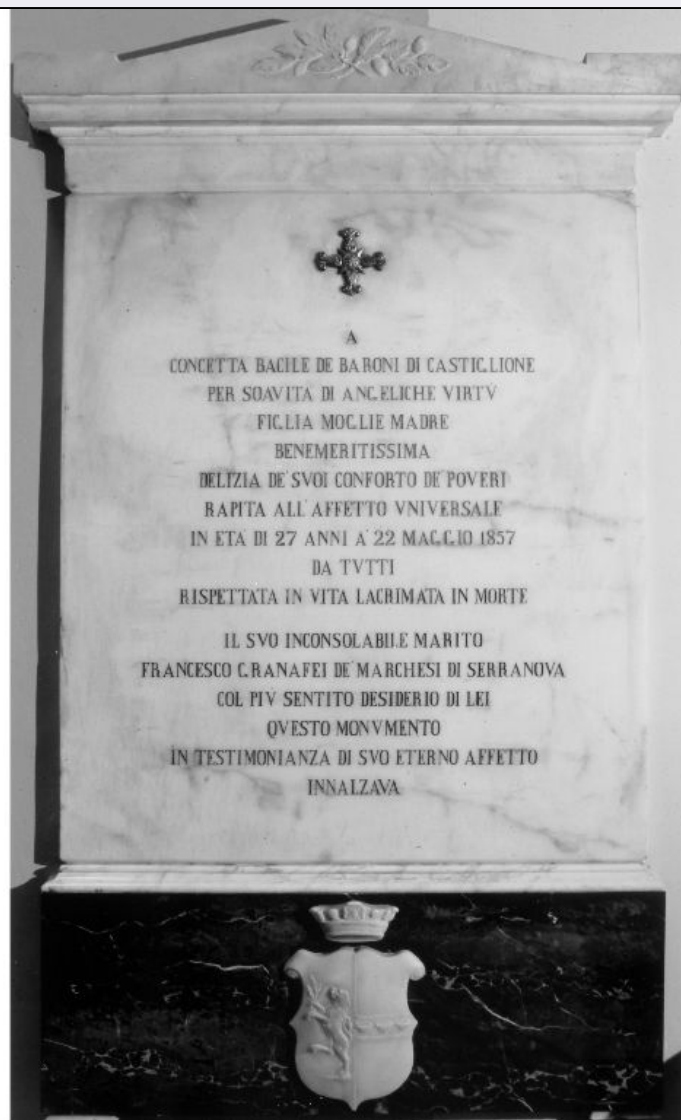 A
CONCETTA BACILE DE BARONI DI CASTIGLIONE
PER SOAVITA DI ANGELICHE VIRTV
FIGLIA MOGLIE MADRE
BENEMERITISSIMA
DELIZIA DE' SVOI CONFORTO DE' POVERI
RAPITA ALL'AFFETTO VNIVERSALE
IN ETA DI 27 ANNI A' 22 MAGGIO 1857
DA TVTTI
RISPETTATA IN VITA LACRIMATA IN MORTE
IL SVO INCONSOLABILE MARITO
FRANCESCO GRANAFEI DE' MARCHESI DI SERRANOVA
COL PIV SENTITO DESIDERIO DI LEI
QVESTO MONVMENTO
IN TESTIMONIANZA DI SVO ETERNO AFFETTO
INNALZAVA